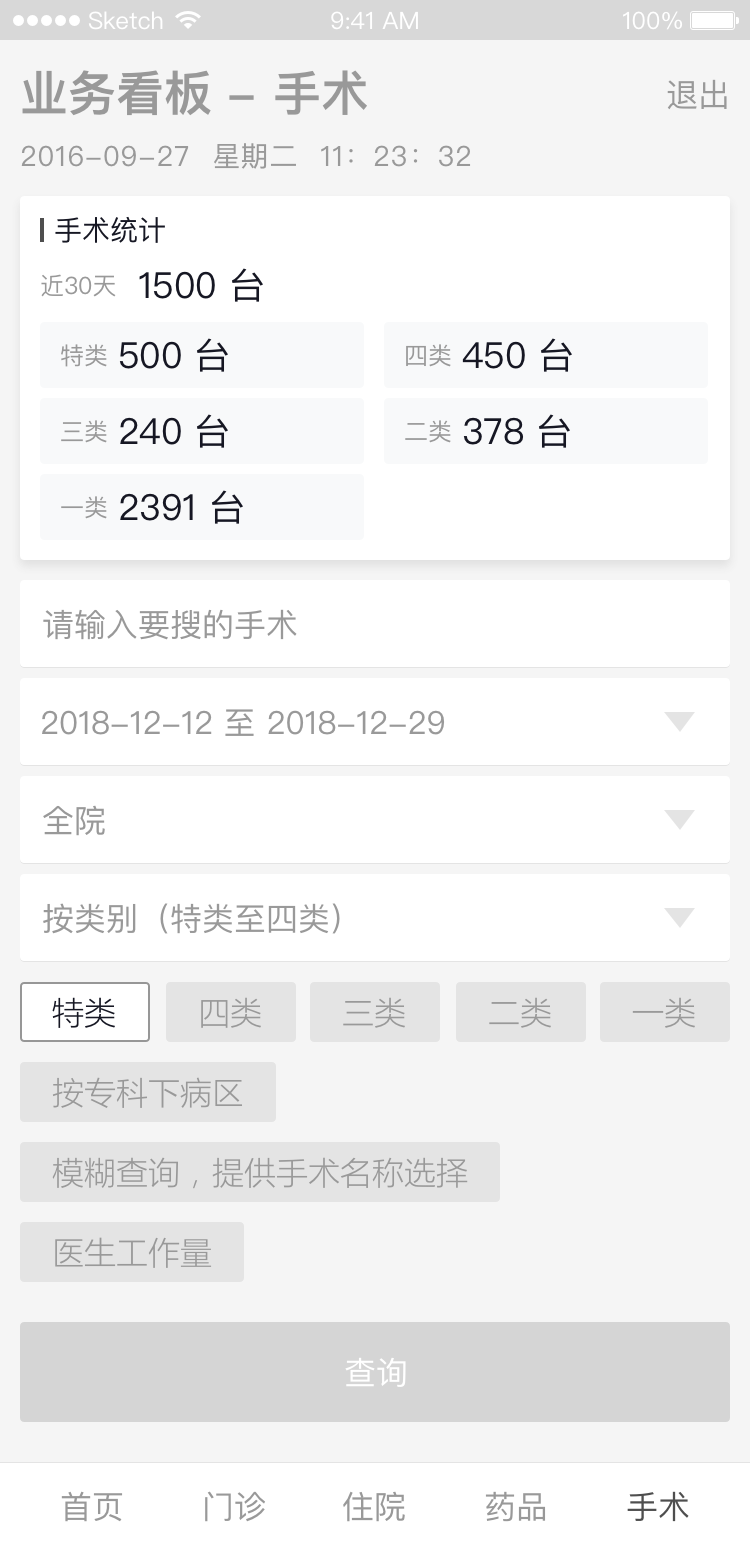 Sketch 9:41 AM 100%
业务看板 – 手术 退出
2016–09–27 星期二 11：23：32
手术统计
近30天 1500 台
特类 500 台 四类 450 台
三类 240 台 二类 378 台
一类 2391 台
请输入要搜的手术
2018–12–12 至 2018–12–29
全院
按类别（特类至四类）
特类 四类 三类 二类 一类
按专科下病区
模糊查询，提供手术名称选择
医生工作量
查询
首页 门诊 住院 药品 手术